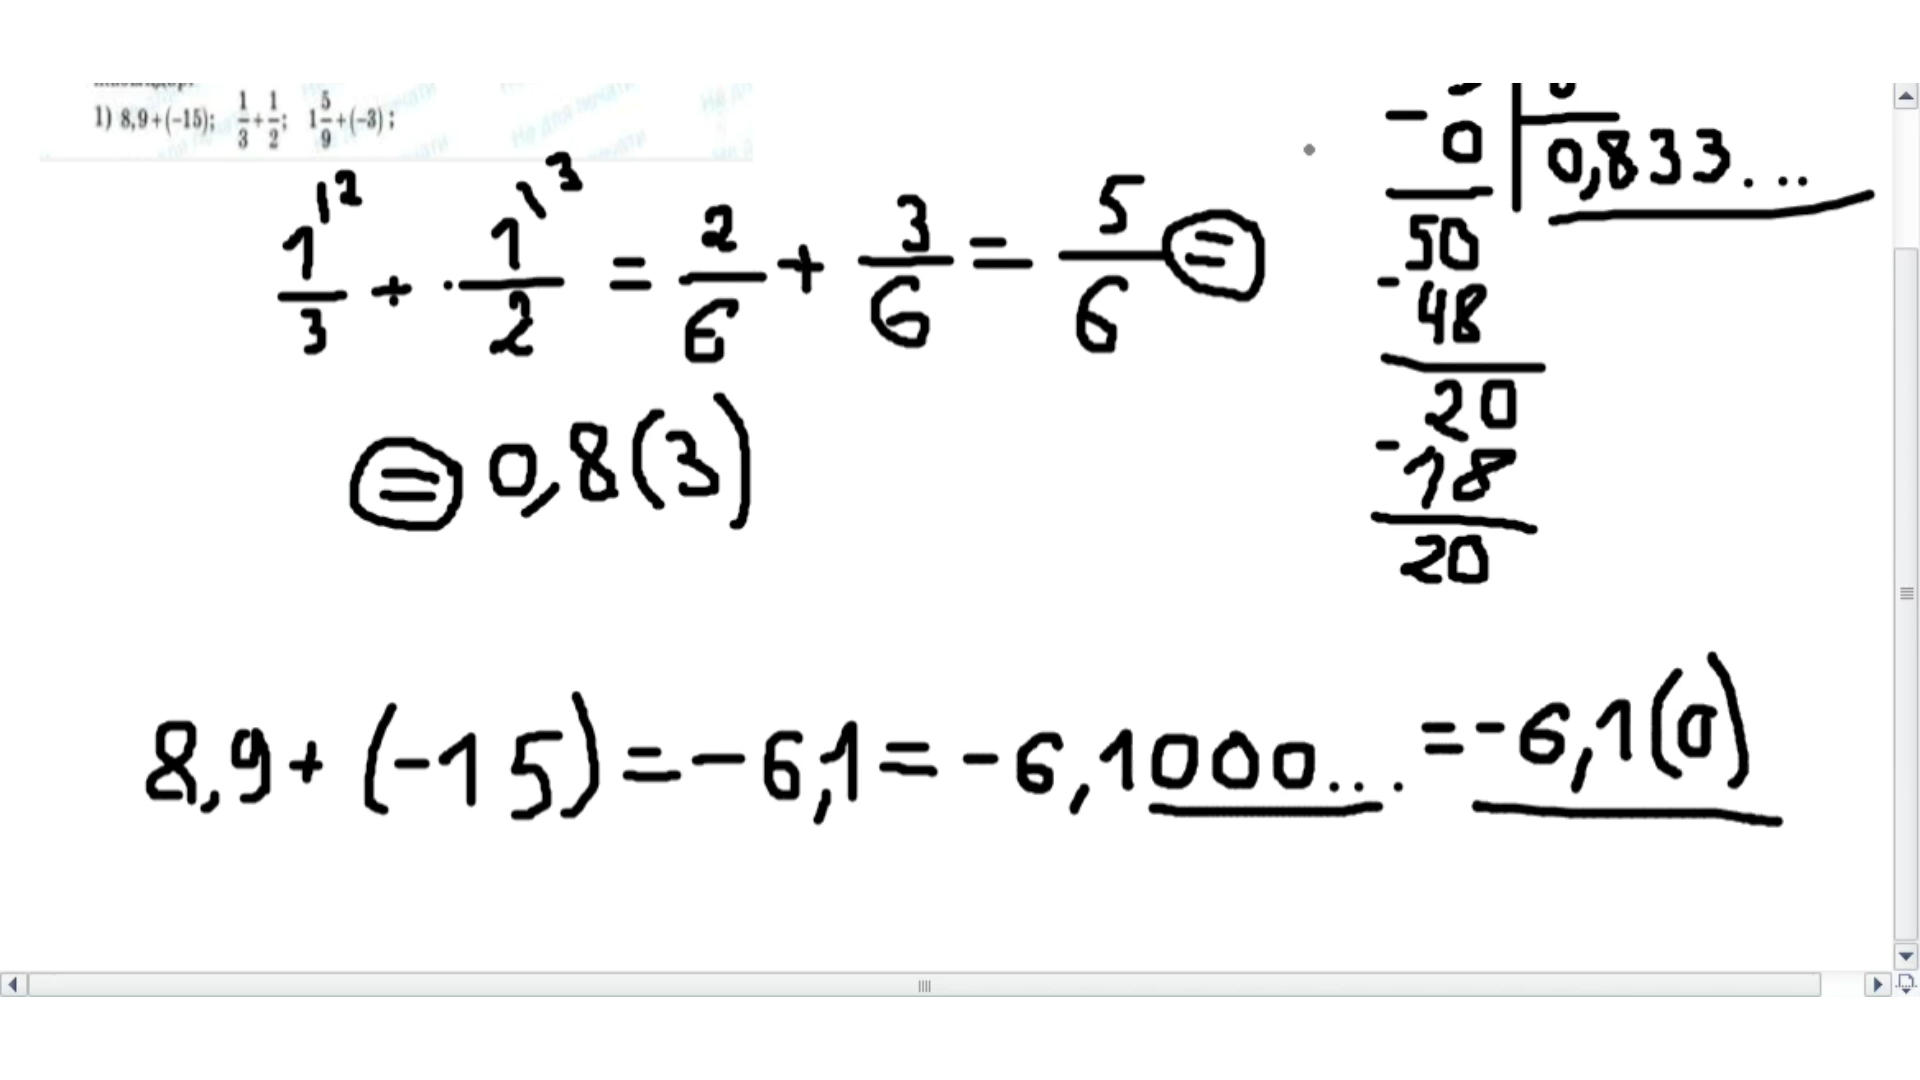 1) 8,9+(−15); 1/3+1/2; 1 5/9+(−3);
1/3 \2 + 1/2 \3 = 2/6 + 3/6 = 5/6 =
= 0,8(3)
− 0 | 0,833...
50
- 48
20
- 18
20
8,9+(−15)=−6,1=−6,1000...=−6,1(0)